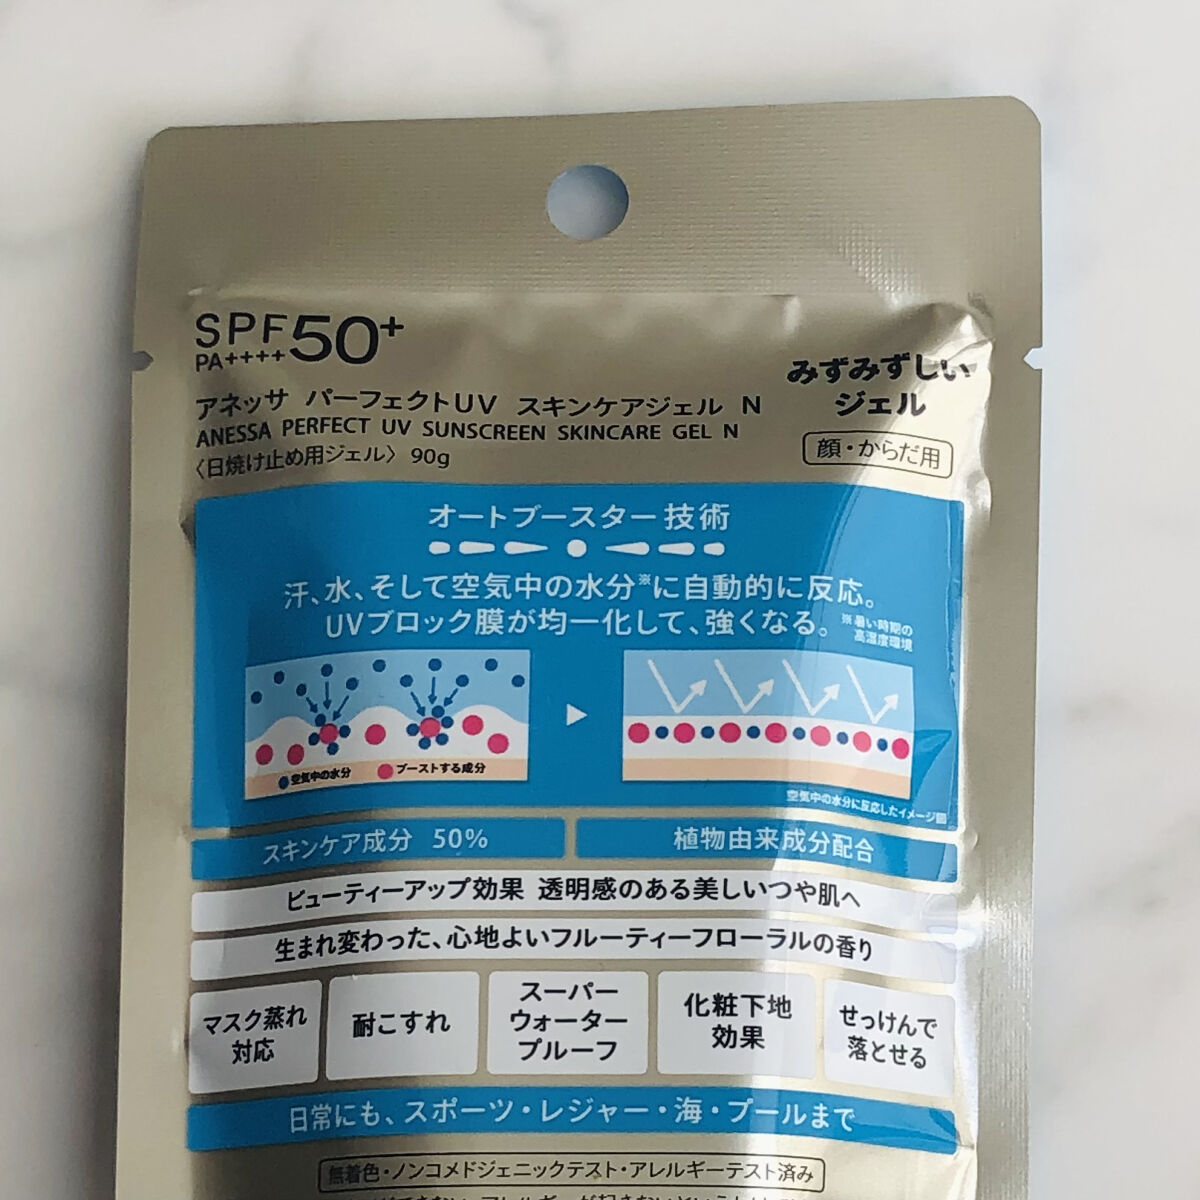 SPF50+
PA++++
アネッサ パーフェクトUV スキンケアジェル N
ANESSA PERFECT UV SUNSCREEN SKINCARE GEL N
〈日焼け止め用ジェル〉 90g
みずみずしい
ジェル
顔・からだ用
オートブースター技術
汗、水、そして空気中の水分※に自動的に反応。
UVブロック膜が均一化して、強くなる。
※暑い時期の
高湿度環境
空気中の水分 ブーストする成分
空気中の水分に反応したイメージ図
スキンケア成分 50%
植物由来成分配合
ビューティーアップ効果 透明感のある美しいつや肌へ
生まれ変わった、心地よいフルーティーフローラルの香り
マスク蒸れ
対応
耐こすれ
スーパー
ウォーター
プルーフ
化粧下地
効果
せっけんで
落とせる
日常にも、スポーツ・レジャー・海・プールまで
無着色・ノンコメドジェニックテスト・アレルギーテスト済み